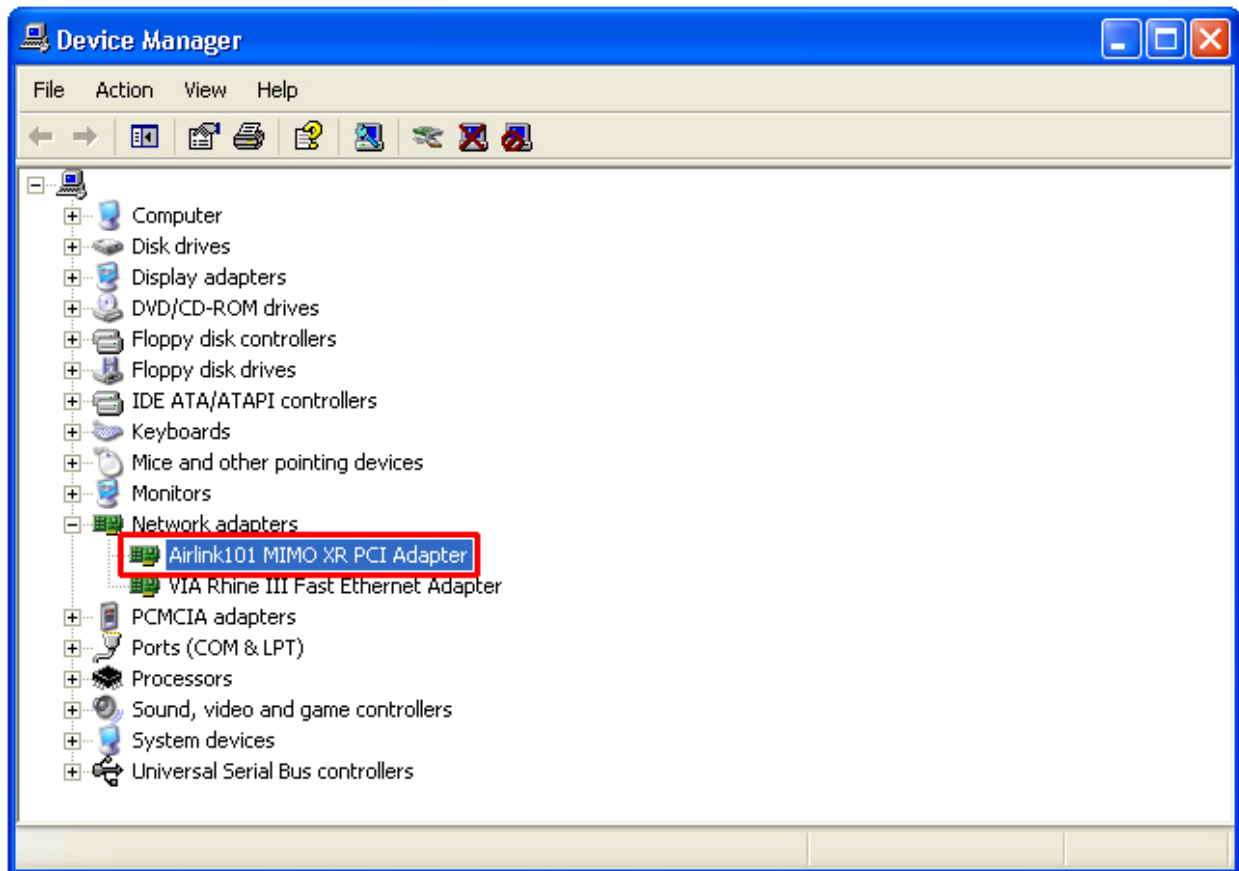 Device Manager
File Action View Help
Computer
Disk drives
Display adapters
DVD/CD-ROM drives
Floppy disk controllers
Floppy disk drives
IDE ATA/ATAPI controllers
Keyboards
Mice and other pointing devices
Monitors
Network adapters
Airlink101 MIMO XR PCI Adapter
VIA Rhine III Fast Ethernet Adapter
PCMCIA adapters
Ports (COM & LPT)
Processors
Sound, video and game controllers
System devices
Universal Serial Bus controllers